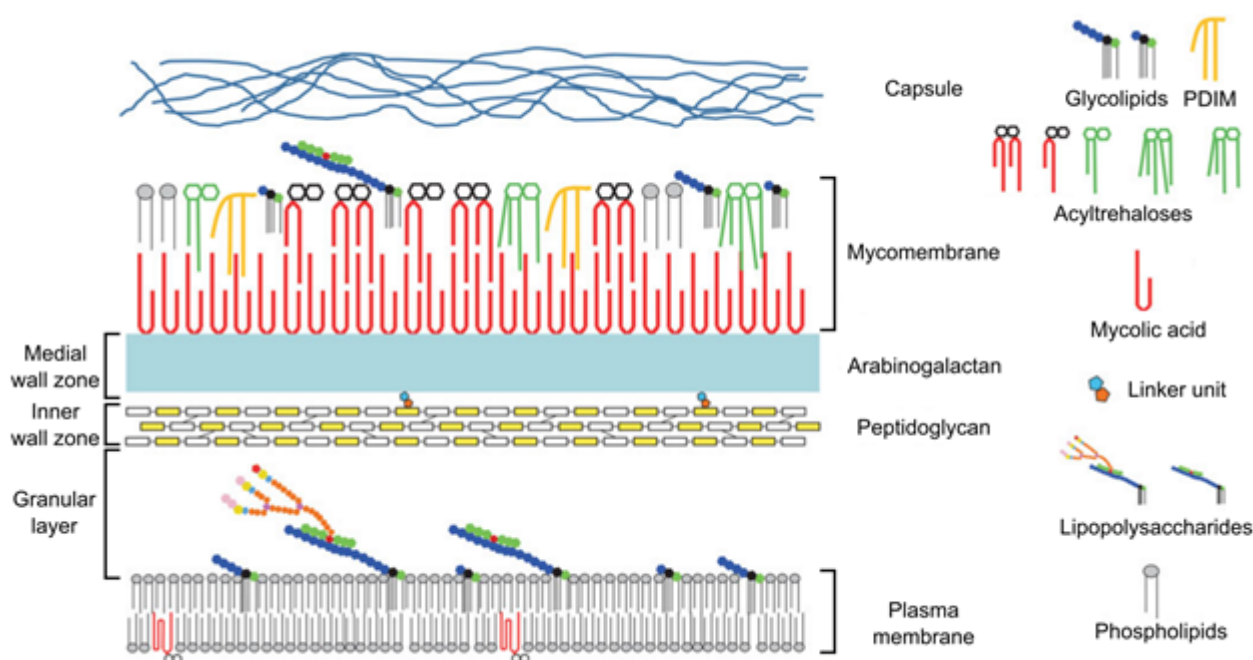 Capsule
Glycolipids PDIM
Acyltrehaloses
Mycomembrane
Mycolic acid
Medial
wall zone
Arabinogalactan
Linker unit
Inner
wall zone
Peptidoglycan
Granular
layer
Lipopolysaccharides
Plasma
membrane
Phospholipids